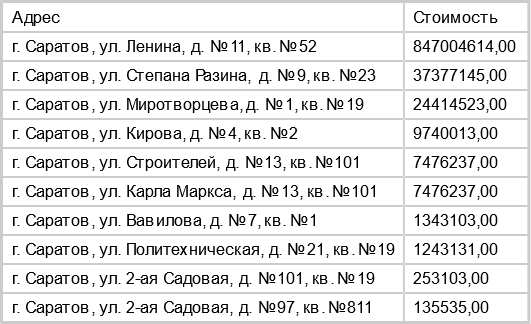 Адрес Стоимость
г. Саратов, ул. Ленина, д. №11, кв. №52 847004614,00
г. Саратов, ул. Степана Разина, д. №9, кв. №23 37377145,00
г. Саратов, ул. Миротворцева, д. №1, кв. №19 24414523,00
г. Саратов, ул. Кирова, д. №4, кв. №2 9740013,00
г. Саратов, ул. Строителей, д. №13, кв. №101 7476237,00
г. Саратов, ул. Карла Маркса, д. №13, кв. №101 7476237,00
г. Саратов, ул. Вавилова, д. №7, кв. №1 1343103,00
г. Саратов, ул. Политехническая, д. №21, кв. №19 1243131,00
г. Саратов, ул. 2-ая Садовая, д. №101, кв. №19 253103,00
г. Саратов, ул. 2-ая Садовая, д. №97, кв. №811 135535,00